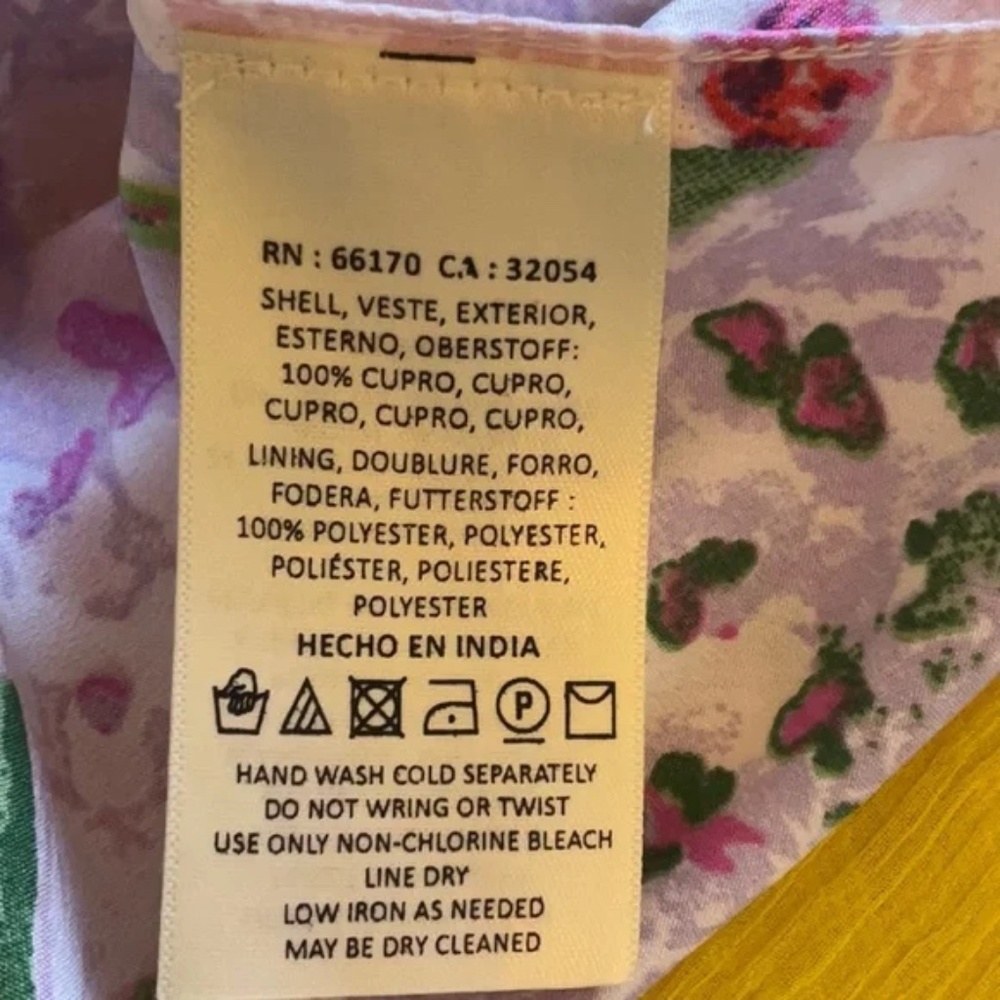 RN : 66170 CA : 32054
SHELL, VESTE, EXTERIOR,
ESTERNO, OBERSTOFF:
100% CUPRO, CUPRO,
CUPRO, CUPRO, CUPRO,
LINING, DOUBLURE, FORRO,
FODERA, FUTTERSTOFF :
100% POLYESTER, POLYESTER,
POLIÉSTER, POLIESTERE,
POLYESTER
HECHO EN INDIA
P
HAND WASH COLD SEPARATELY
DO NOT WRING OR TWIST
USE ONLY NON-CHLORINE BLEACH
LINE DRY
LOW IRON AS NEEDED
MAY BE DRY CLEANED